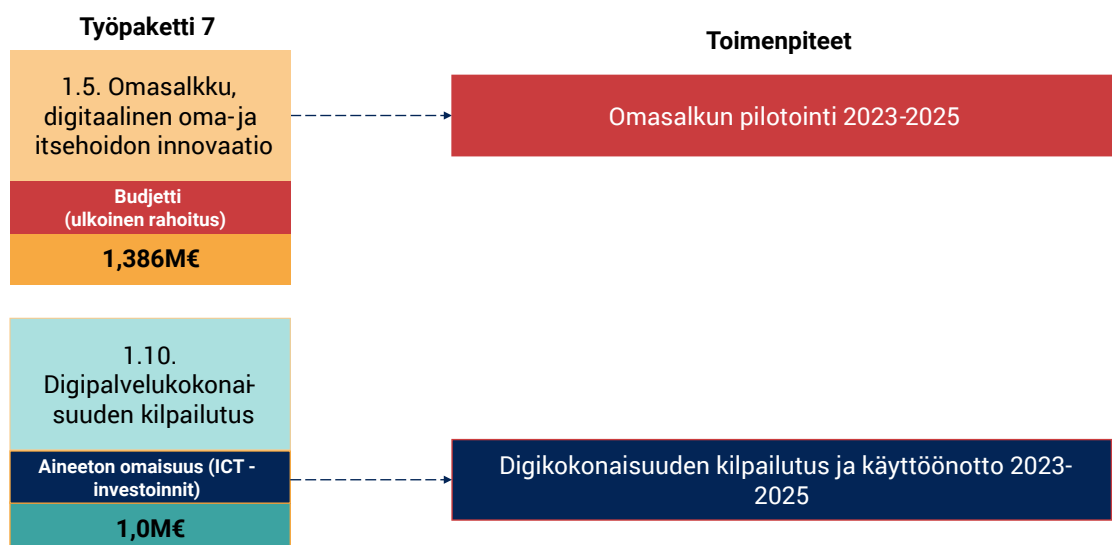 Työpaketti 7
Toimenpiteet
1.5. Omasalkku,
digitaalinen oma- ja
itsehoidon innovaatio
Omasalkun pilotointi 2023-2025
Budjetti
(ulkoinen rahoitus)
1,386M€
1.10.
Digipalvelukokonai-
suuden kilpailutus
Aineeton omaisuus (ICT -
investoinnit)
1,0M€
Digikokonaisuuden kilpailutus ja käyttöönotto 2023-
2025